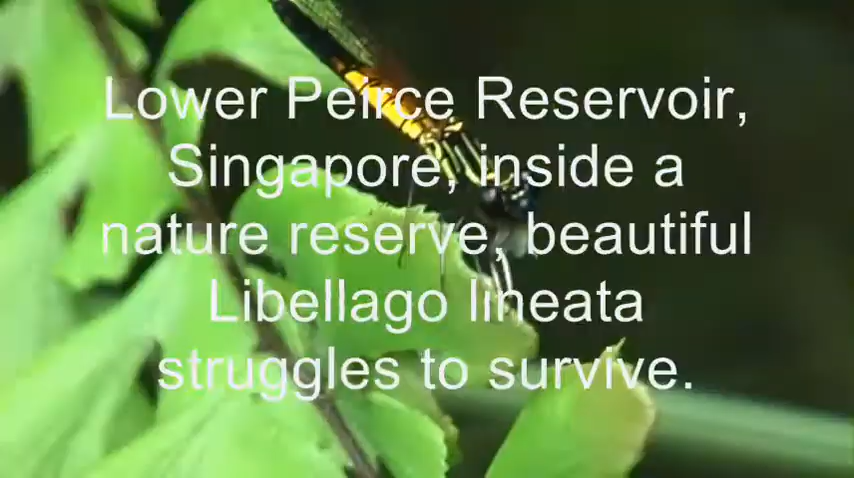 Lower Peirce Reservoir,
Singapore, inside a
nature reserve, beautiful
Libellago lineata
struggles to survive.